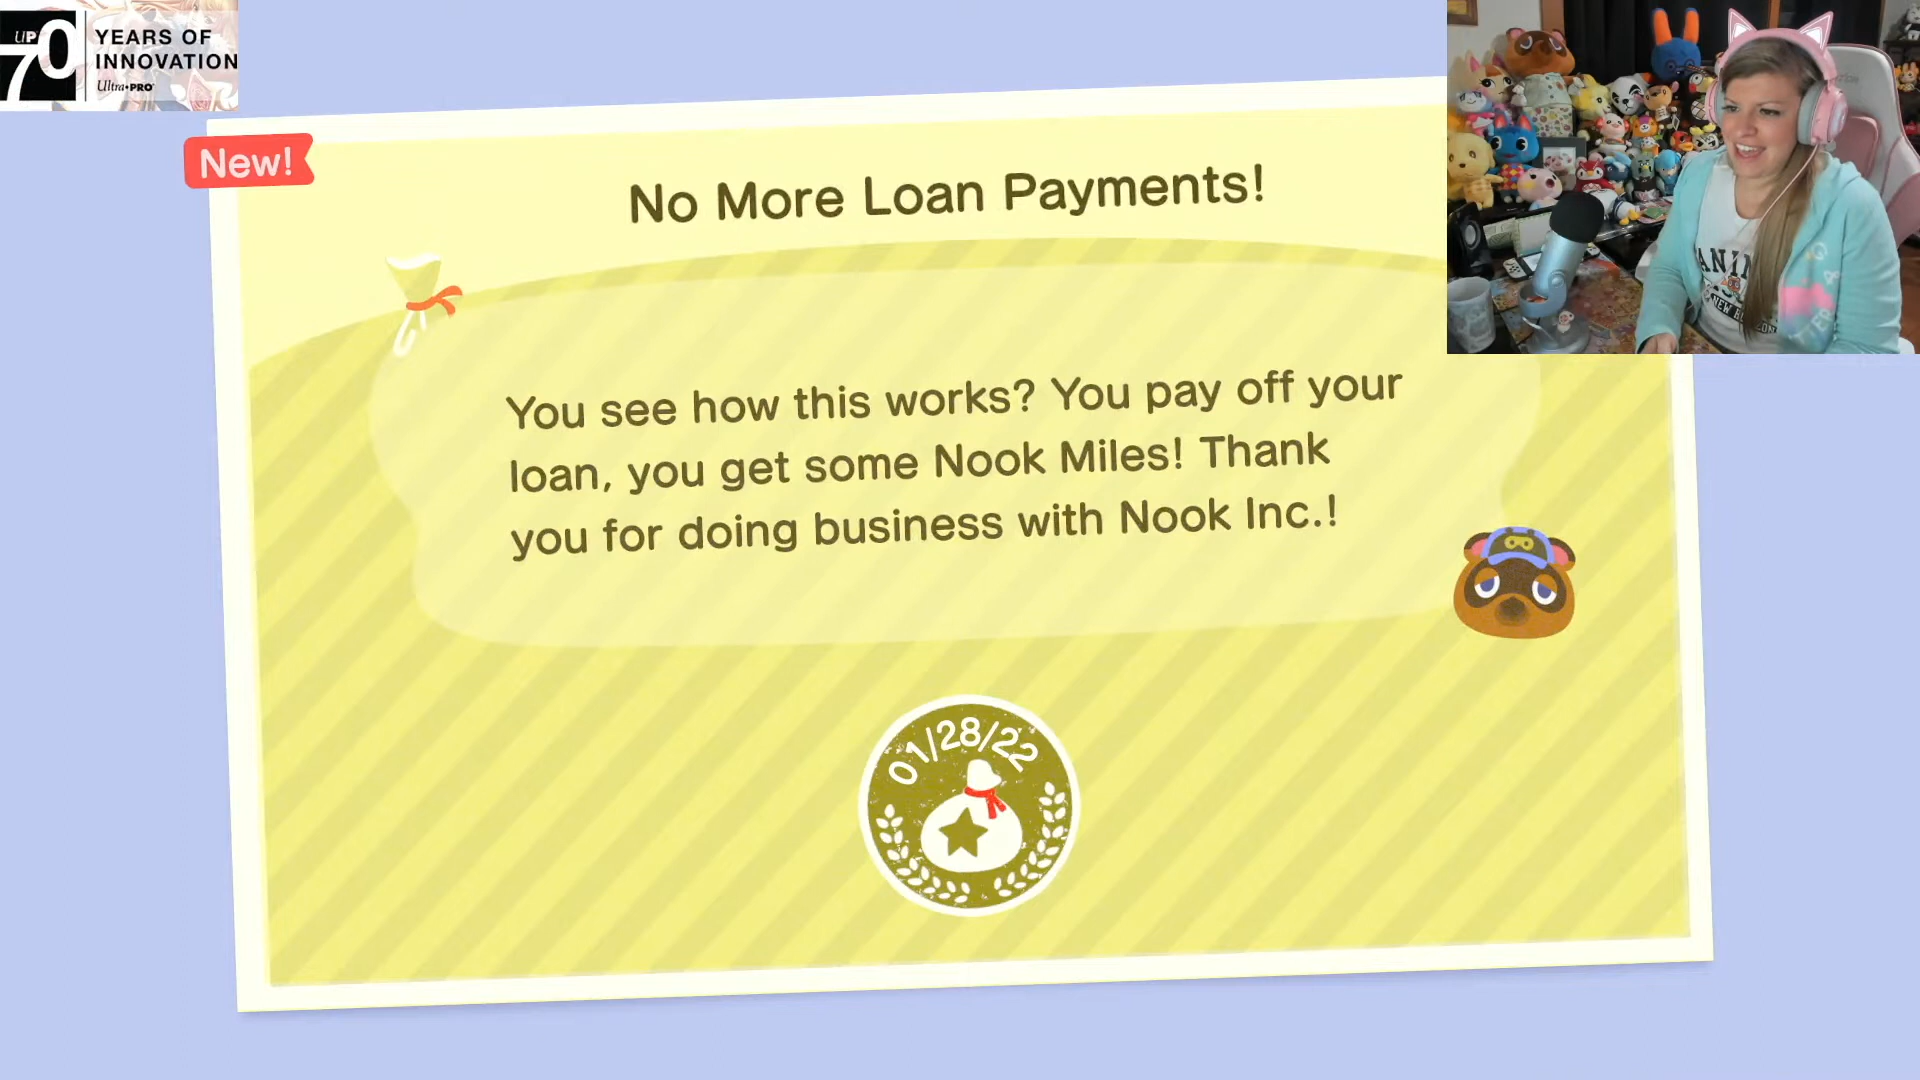 UP
70
YEARS OF
INNOVATION
Ultra•PRO
New!
No More Loan Payments!
You see how this works? You pay off your
loan, you get some Nook Miles! Thank
you for doing business with Nook Inc.!
01/28/22